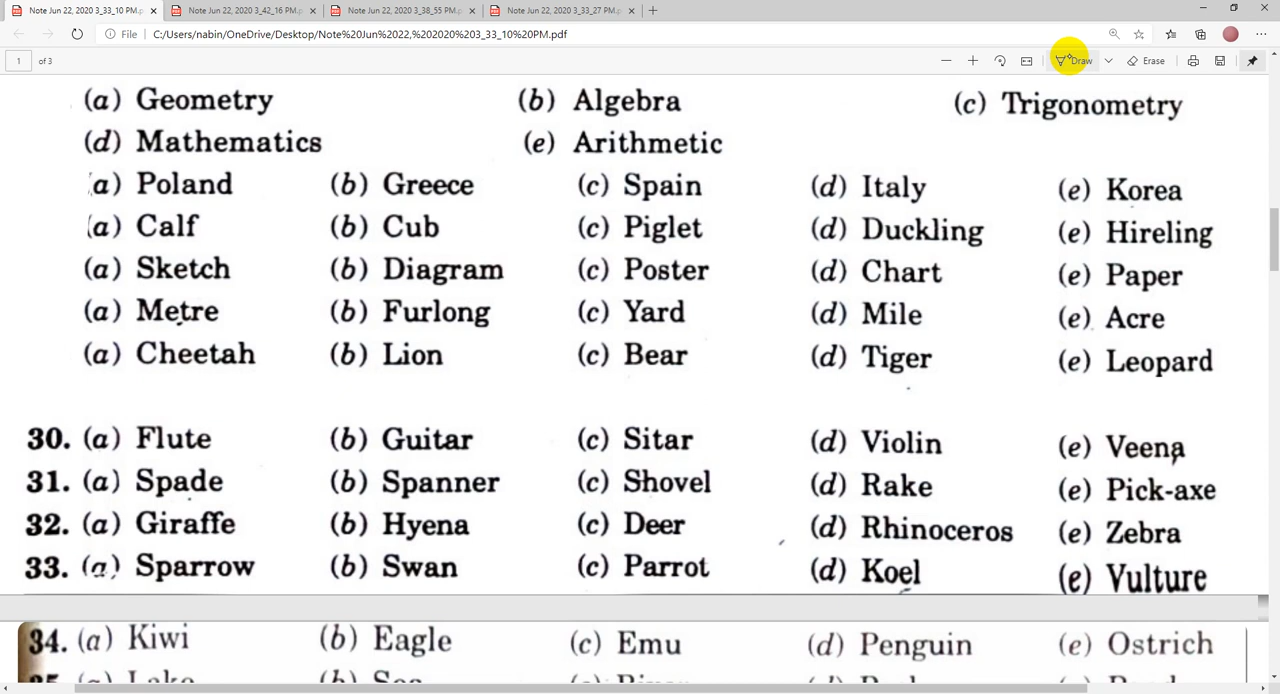 Note Jun 22, 2020 3_33_10 PM.p Note Jun 22, 2020 3_42_16 PM.p Note Jun 22, 2020 3_38_55 PM.p Note Jun 22, 2020 3_33_27 PM.p
File C:/Users/nabin/OneDrive/Desktop/Note%20Jun%2022,%202020%203_33_10%20PM.pdf
1 of 3 Draw Erase
(a) Geometry (b) Algebra (c) Trigonometry
(d) Mathematics (e) Arithmetic
(a) Poland (b) Greece (c) Spain (d) Italy (e) Korea
(a) Calf (b) Cub (c) Piglet (d) Duckling (e) Hireling
(a) Sketch (b) Diagram (c) Poster (d) Chart (e) Paper
(a) Metre (b) Furlong (c) Yard (d) Mile (e) Acre
(a) Cheetah (b) Lion (c) Bear (d) Tiger (e) Leopard
30. (a) Flute (b) Guitar (c) Sitar (d) Violin (e) Veena
31. (a) Spade (b) Spanner (c) Shovel (d) Rake (e) Pick-axe
32. (a) Giraffe (b) Hyena (c) Deer (d) Rhinoceros (e) Zebra
33. (a) Sparrow (b) Swan (c) Parrot (d) Koel (e) Vulture
34. (a) Kiwi (b) Eagle (c) Emu (d) Penguin (e) Ostrich